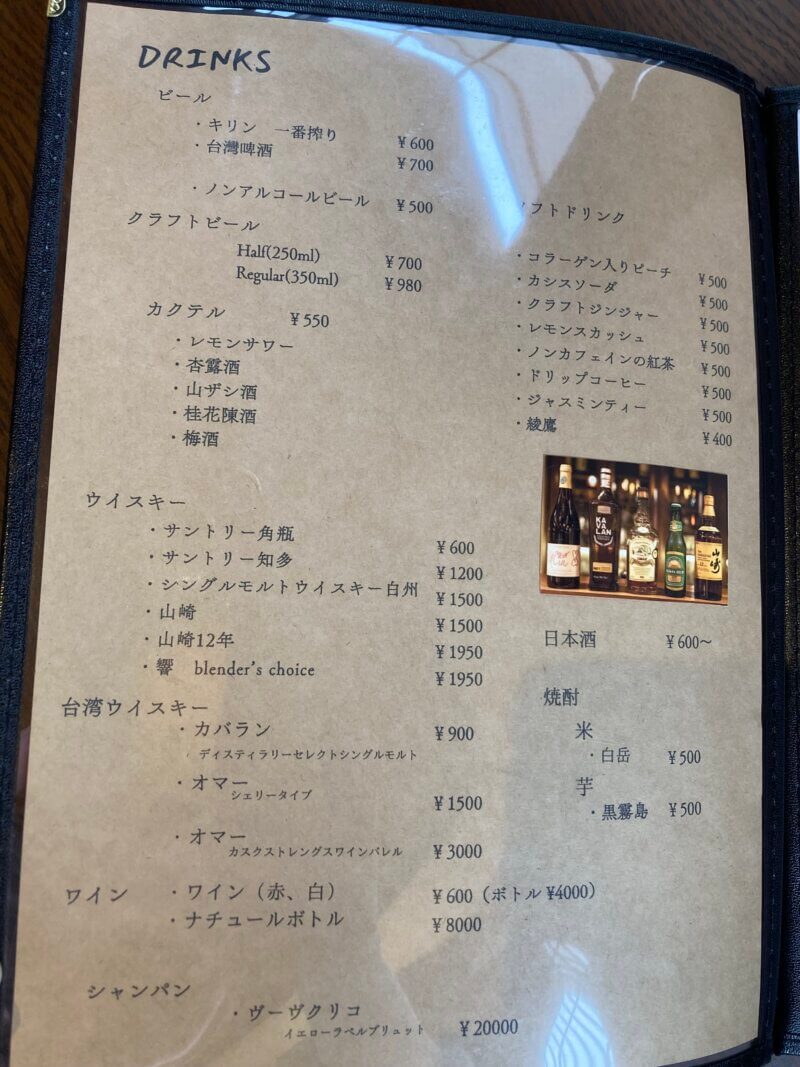 DRINKS
ビール
・キリン　一番搾り ¥600
・台湾啤酒 ¥700
・ノンアルコールビール ¥500
クラフトビール
Half(250ml) ¥700
Regular(350ml) ¥980
カクテル ¥550
・レモンサワー
・杏露酒
・山ザシ酒
・桂花陳酒
・梅酒
ウイスキー
・サントリー角瓶 ¥600
・サントリー知多 ¥1200
・シングルモルトウイスキー白州 ¥1500
・山崎 ¥1500
・山崎12年 ¥1950
・響　blender's choice ¥1950
台湾ウイスキー
・カバラン ¥900
ディスティラリーセレクトシングルモルト
・オマー
シェリータイプ ¥1500
・オマー
カスクストレングスワインバレル ¥3000
ワイン ・ワイン（赤、白） ¥600（ボトル ¥4000）
・ナチュールボトル ¥8000
シャンパン
・ヴーヴクリコ
イエローラベルブリュット ¥20000
フトドリンク
・コラーゲン入りピーチ ¥500
・カシスソーダ ¥500
・クラフトジンジャー ¥500
・レモンスカッシュ ¥500
・ノンカフェインの紅茶 ¥500
・ドリップコーヒー ¥500
・ジャスミンティー ¥500
・綾鷹 ¥400
KA
VA
LAN
山崎
日本酒 ¥600〜
焼酎
米
・白岳 ¥500
芋
・黒霧島 ¥500